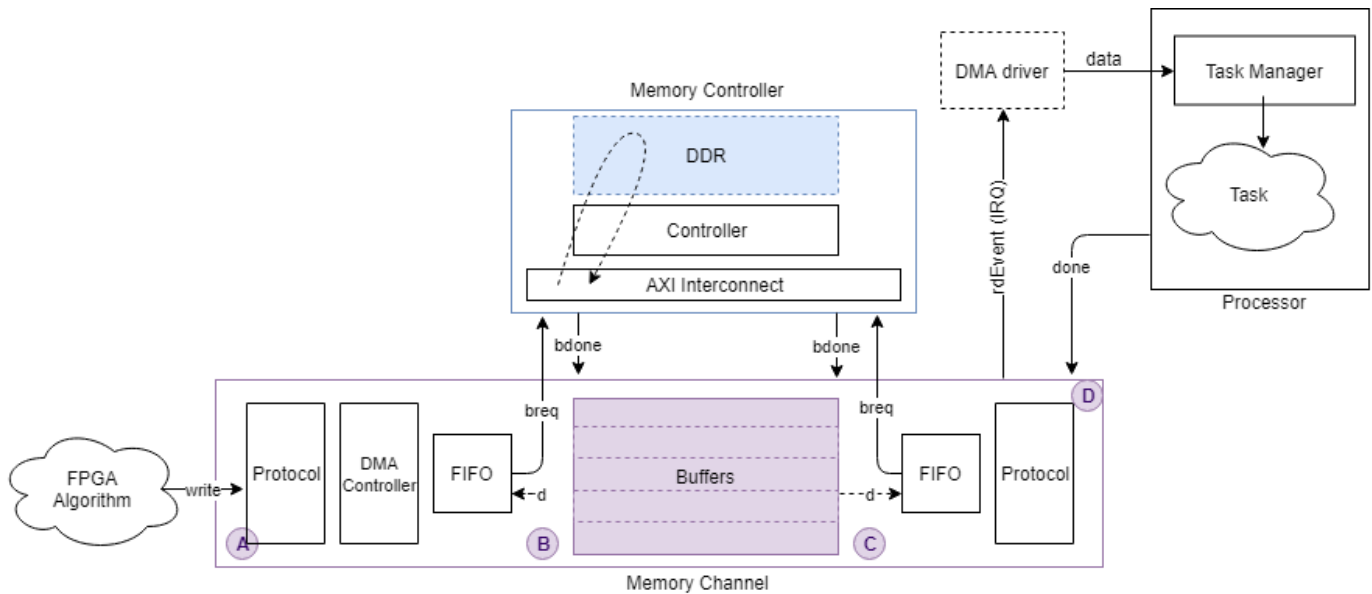 Memory Controller
DDR
Controller
AXI Interconnect
DMA driver
data
Task Manager
Task
Processor
rdEvent (IRQ)
done
bdone
bdone
breq
breq
FPGA
Algorithm
write
Protocol
DMA
Controller
FIFO
d
Buffers
d
FIFO
Protocol
A
B
C
D
Memory Channel